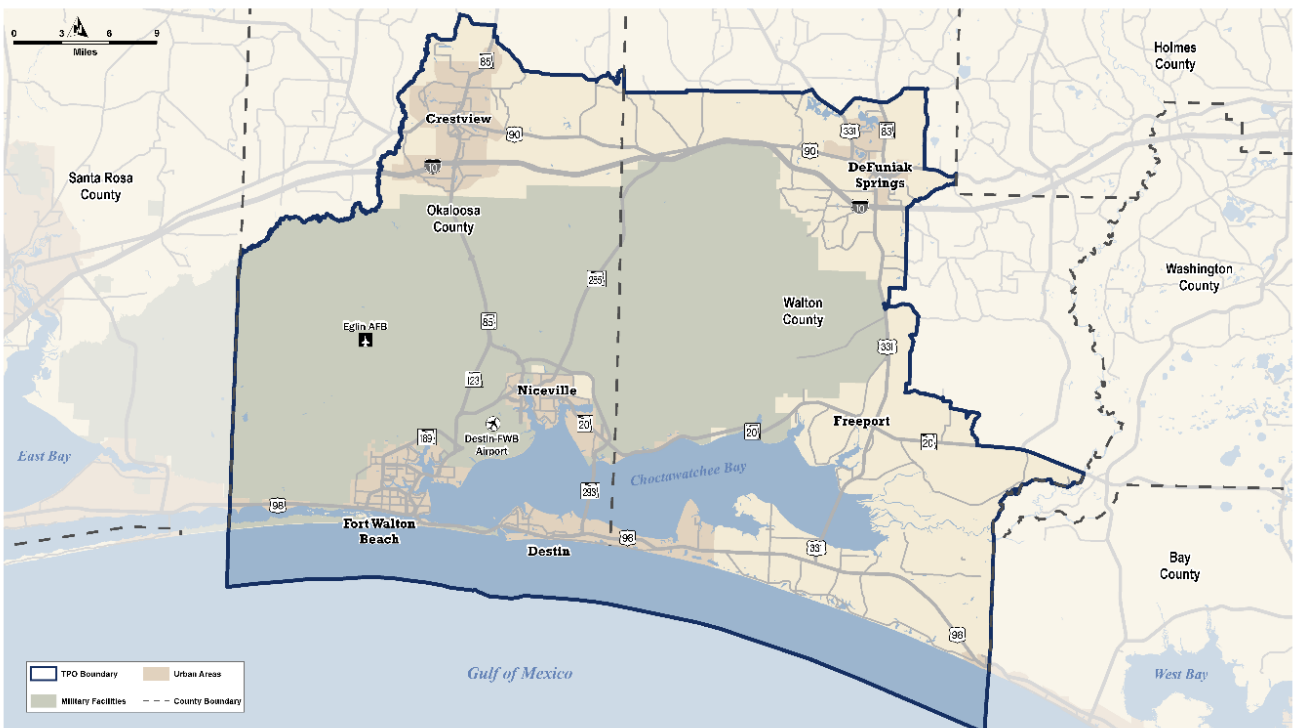 N
0 3 6 9
Miles
Holmes
County
85
Crestview
90
331
83
90
10
DeFuniak
Springs
Santa Rosa
County
10
Okaloosa
County
Washington
County
285
Walton
County
85
Eglin AFB
331
123
Niceville
20
Freeport
189
Destin-FWB
Airport
20
20
East Bay
Choctawatchee Bay
293
98
Fort Walton
Beach
98
Destin
331
Bay
County
98
TPO Boundary
Urban Areas
Military Facilities
County Boundary
Gulf of Mexico
West Bay